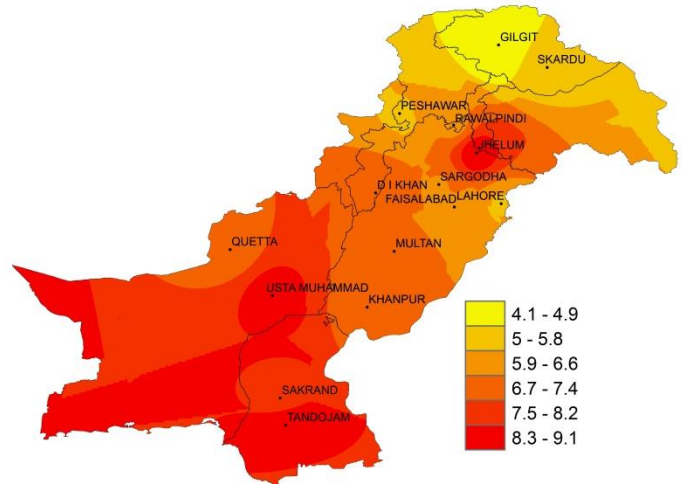 GILGIT
SKARDU
PESHAWAR
RAWALPINDI
JHELUM
SARGODHA
D I KHAN
FAISALABAD
LAHORE
QUETTA
MULTAN
USTA MUHAMMAD
KHANPUR
SAKRAND
TANDOJAM
4.1 - 4.9
5 - 5.8
5.9 - 6.6
6.7 - 7.4
7.5 - 8.2
8.3 - 9.1